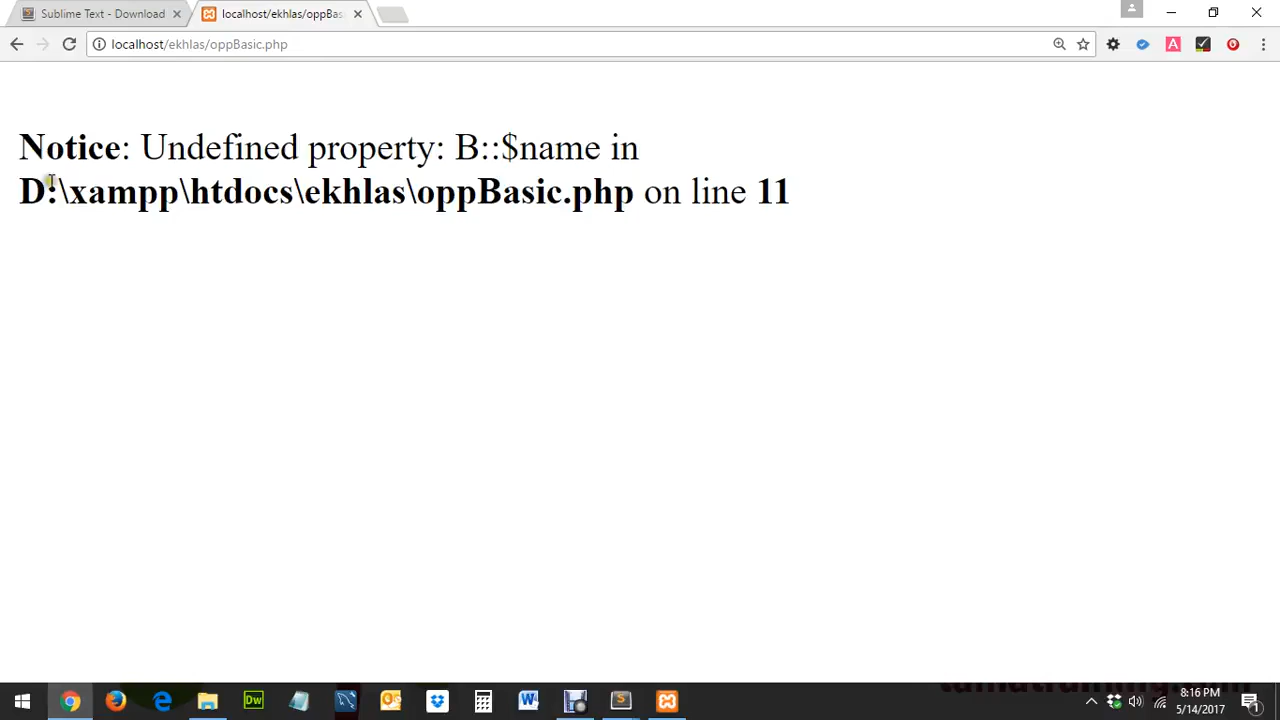 Sublime Text - Download
localhost/ekhlas/oppBas
localhost/ekhlas/oppBasic.php
Notice: Undefined property: B::$name in
D:\xampp\htdocs\ekhlas\oppBasic.php on line 11
8:16 PM
5/14/2017